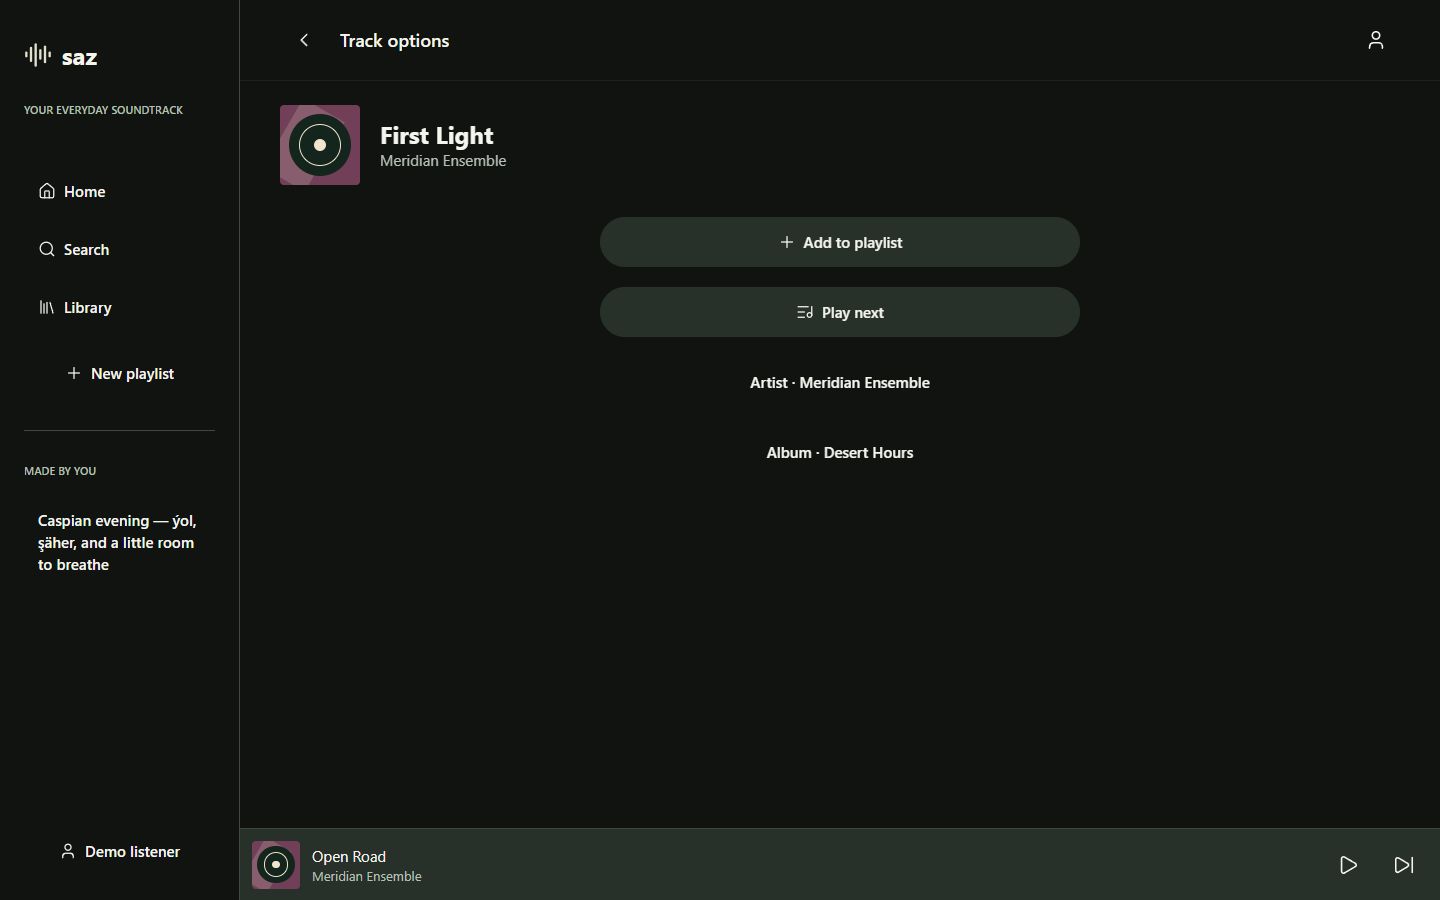 saz
YOUR EVERYDAY SOUNDTRACK
Home
Search
Library
New playlist
MADE BY YOU
Caspian evening — ýol,
şäher, and a little room
to breathe
Demo listener
Track options
First Light
Meridian Ensemble
Add to playlist
Play next
Artist · Meridian Ensemble
Album · Desert Hours
Open Road
Meridian Ensemble